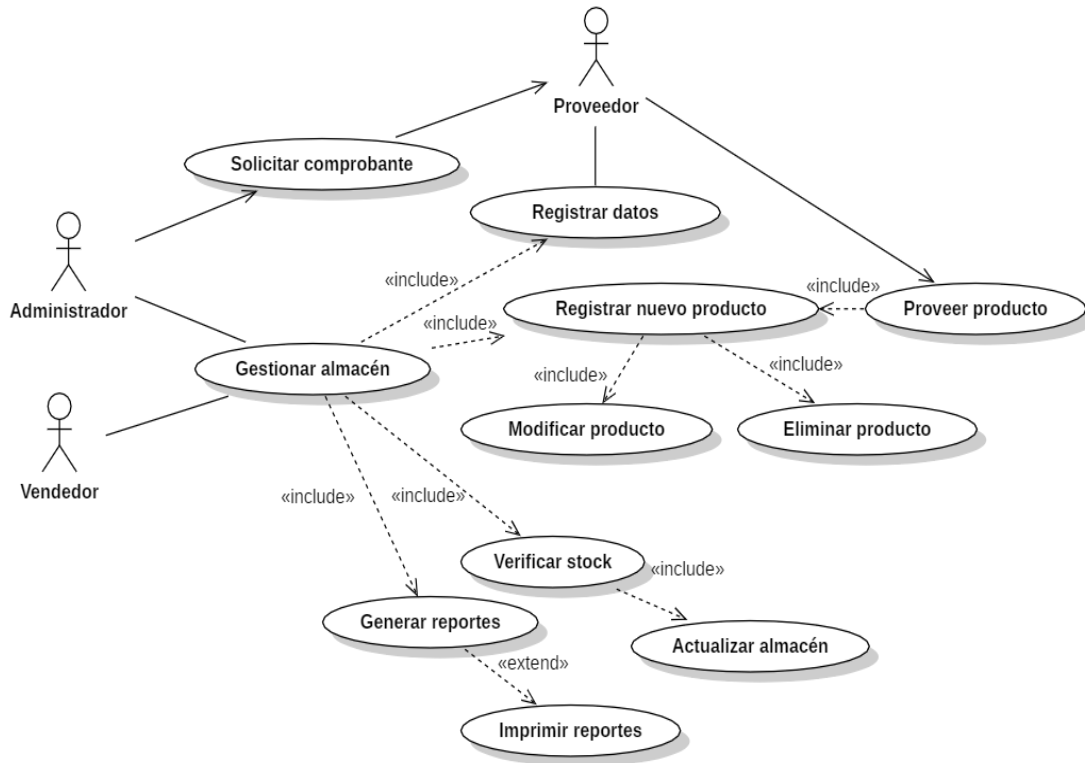 Proveedor
Solicitar comprobante
Registrar datos
Administrador
«include»
«include»
Registrar nuevo producto
«include»
Proveer producto
Gestionar almacén
«include»
«include»
Modificar producto
Eliminar producto
Vendedor
«include»
«include»
Verificar stock
«include»
Generar reportes
Actualizar almacén
«extend»
Imprimir reportes